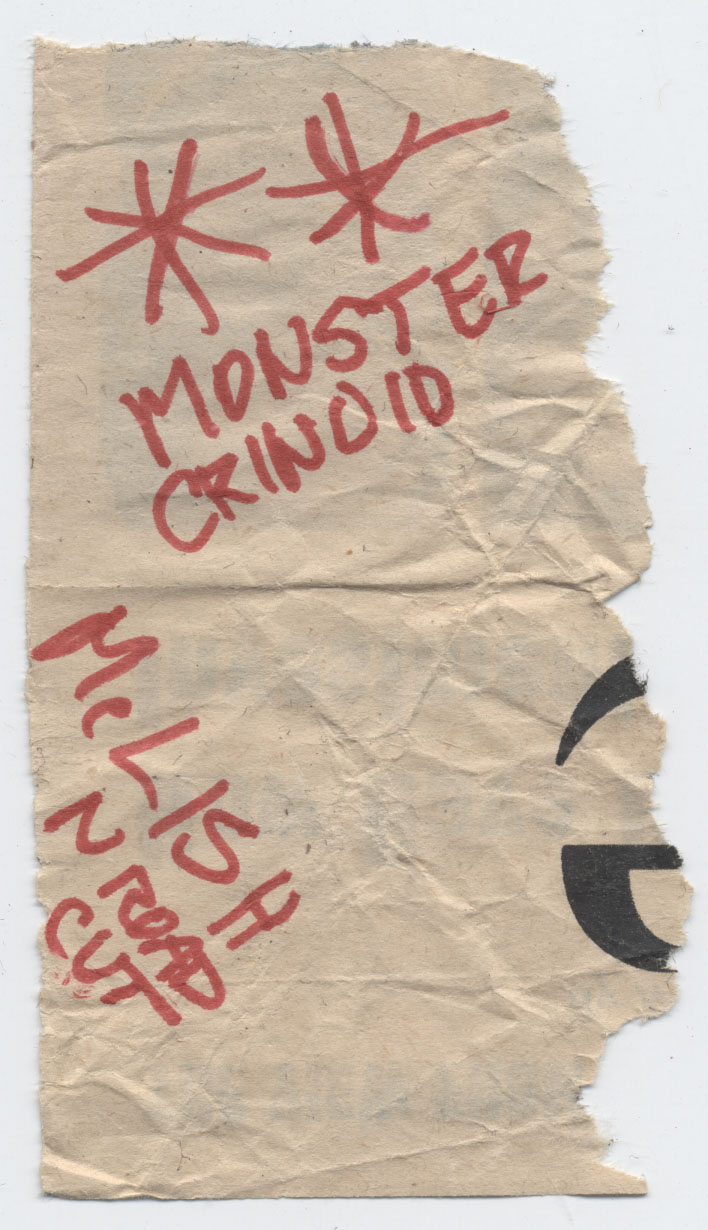 **
MONSTER
CRINOID
McLISH
N ROAD
CUT